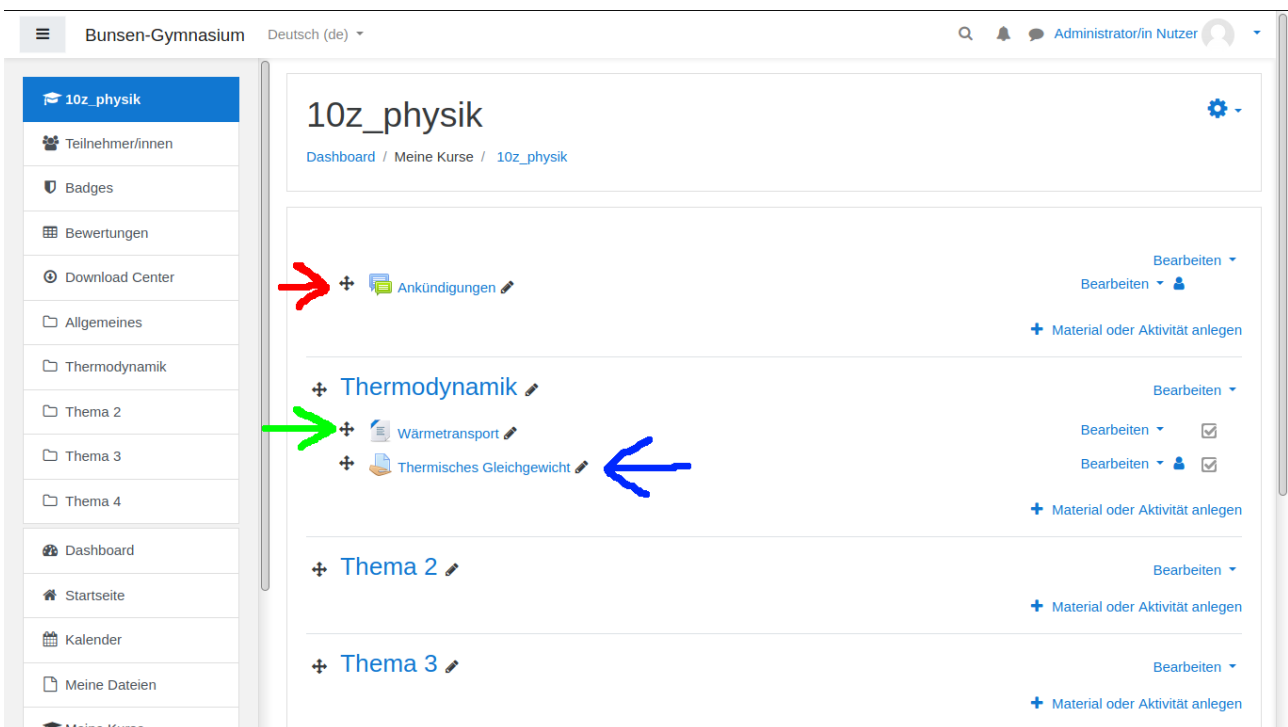 Bunsen-Gymnasium Deutsch (de)
Administrator/in Nutzer
10z_physik
Teilnehmer/innen
Badges
Bewertungen
Download Center
Allgemeines
Thermodynamik
Thema 2
Thema 3
Thema 4
Dashboard
Startseite
Kalender
Meine Dateien
Meine Kurse
10z_physik
Dashboard / Meine Kurse / 10z_physik
Bearbeiten
Ankündigungen Bearbeiten
+ Material oder Aktivität anlegen
Thermodynamik Bearbeiten
Wärmetransport Bearbeiten
Thermisches Gleichgewicht Bearbeiten
+ Material oder Aktivität anlegen
Thema 2 Bearbeiten
+ Material oder Aktivität anlegen
Thema 3 Bearbeiten
+ Material oder Aktivität anlegen